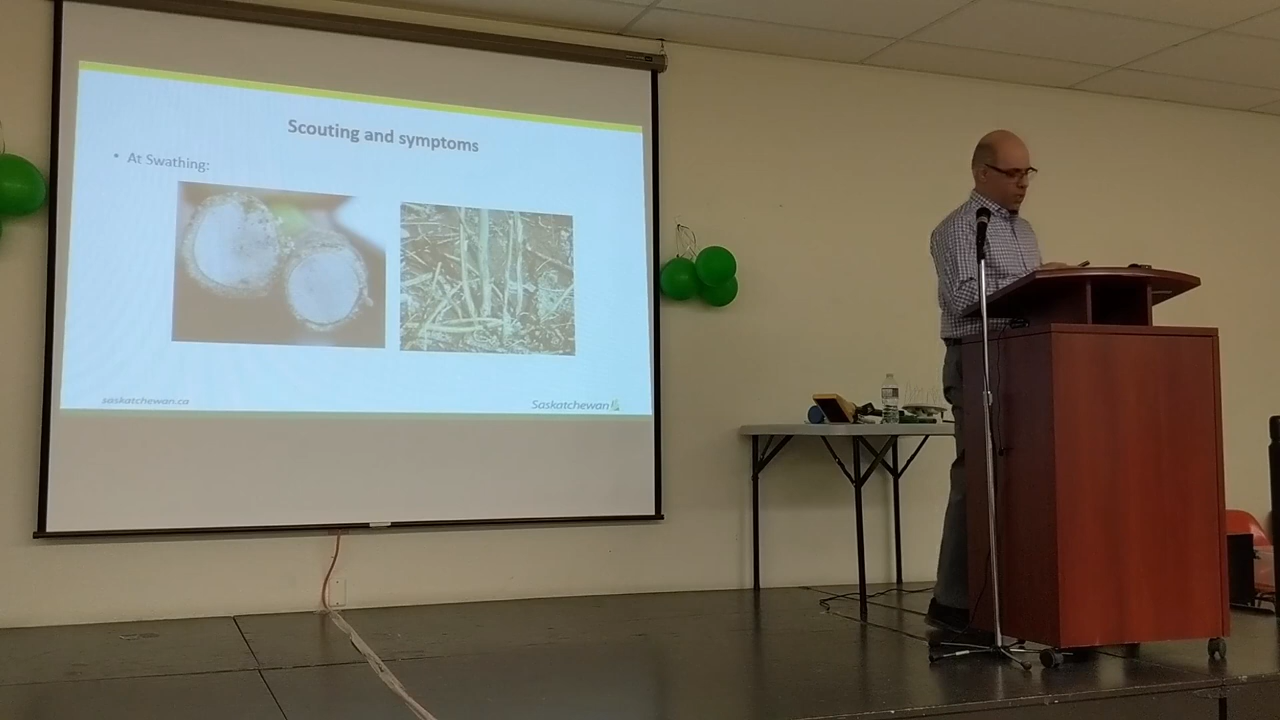 Scouting and symptoms
• At Swathing:
saskatchewan.ca
Saskatchewan